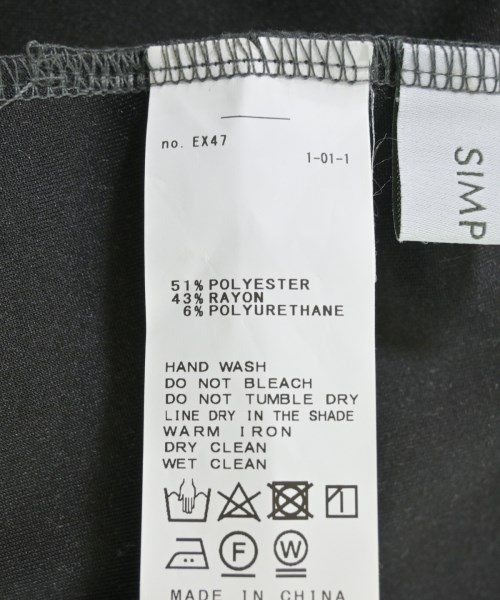 no. EX47
1-01-1
SIMP
51% POLYESTER
43% RAYON
6% POLYURETHANE
HAND WASH
DO NOT BLEACH
DO NOT TUMBLE DRY
LINE DRY IN THE SHADE
WARM IRON
DRY CLEAN
WET CLEAN
F
W
MADE IN CHINA